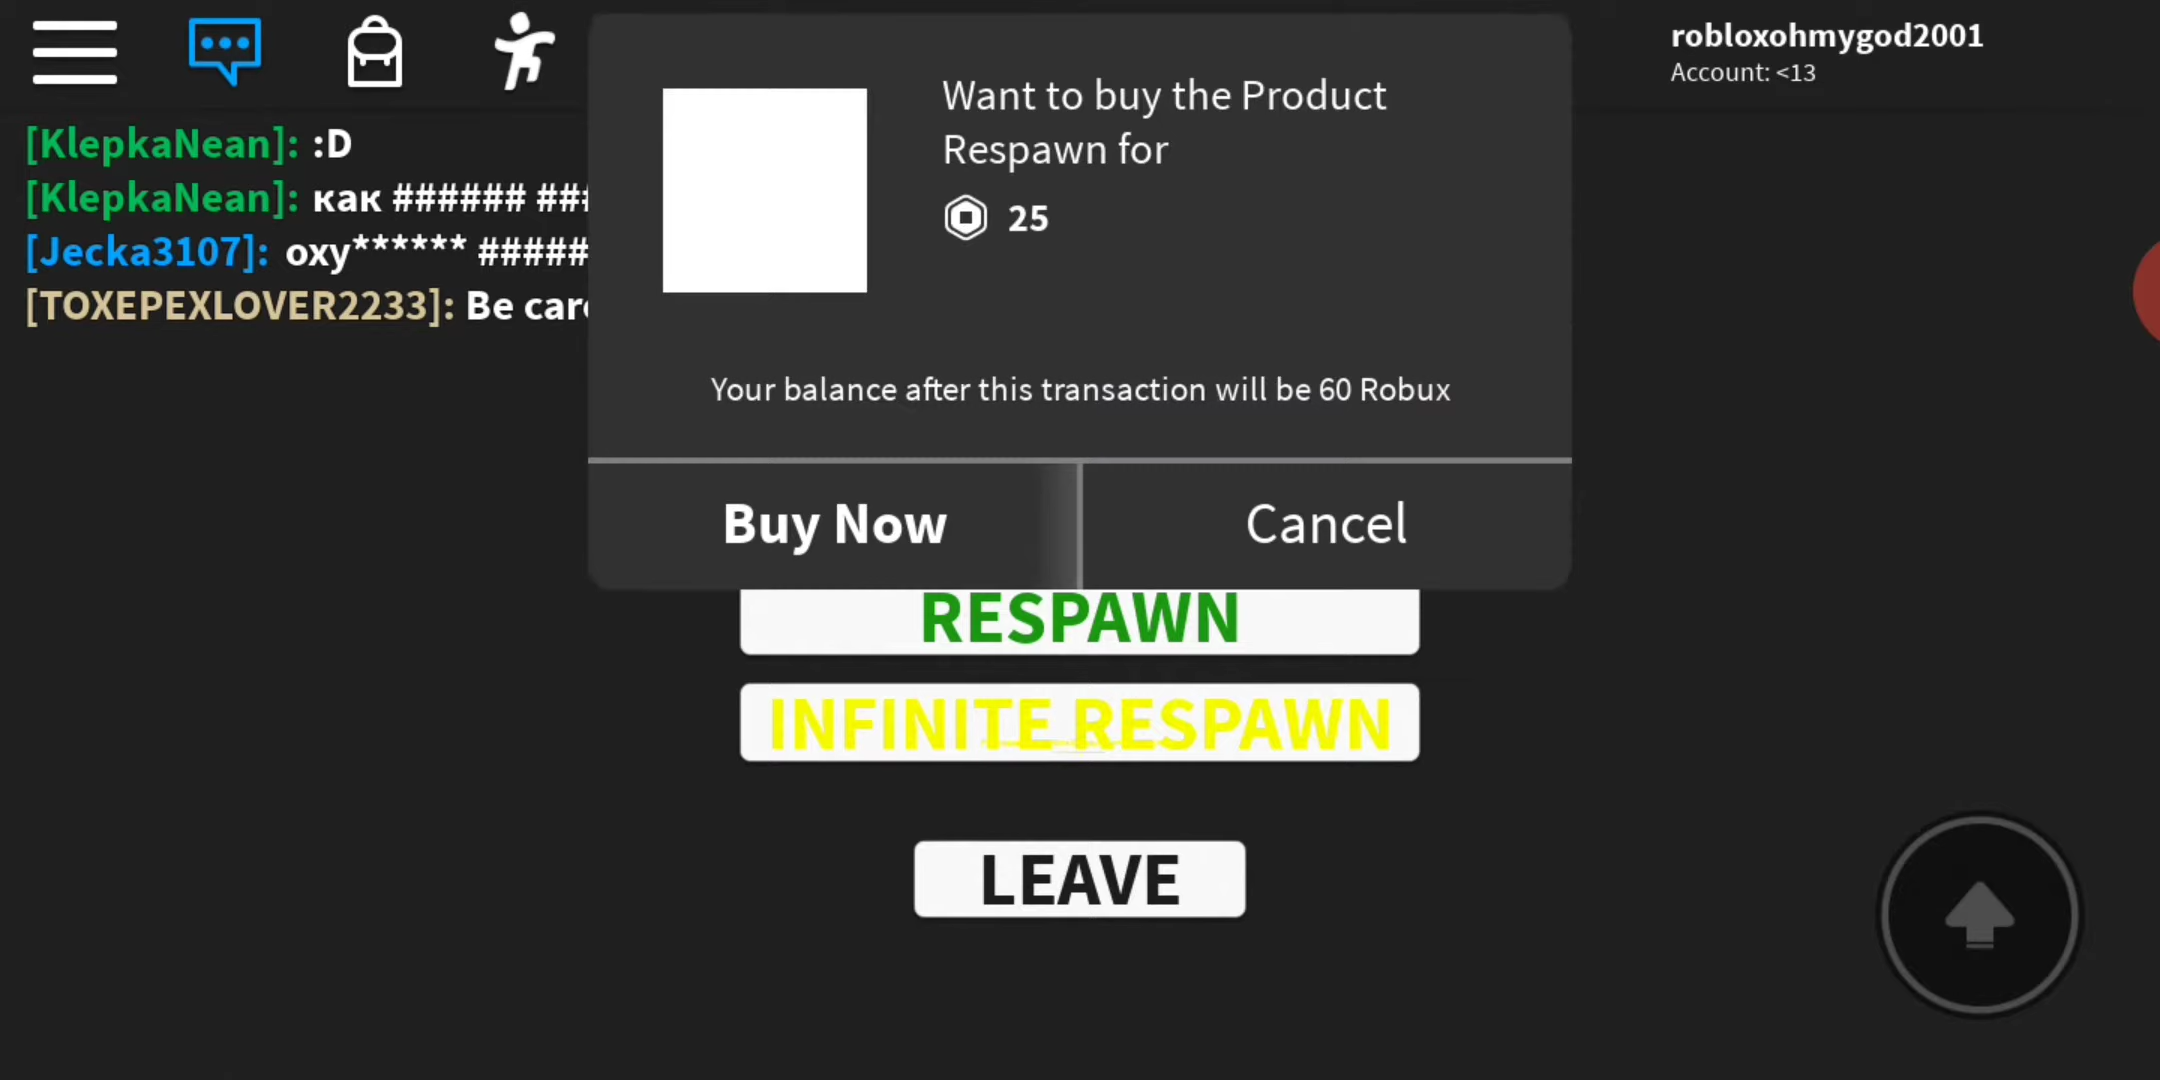 robloxohmygod2001
Account: <13
[KlepkaNean]: :D
[KlepkaNean]: как ###### ###
[Jecka3107]: oxy****** #####
[TOXEPEXLOVER2233]: Be
Want to buy the Product
Respawn for
25
Your balance after this transaction will be 60 Robux
Buy Now
Cancel
RESPAWN
INFINITE RESPAWN
LEAVE